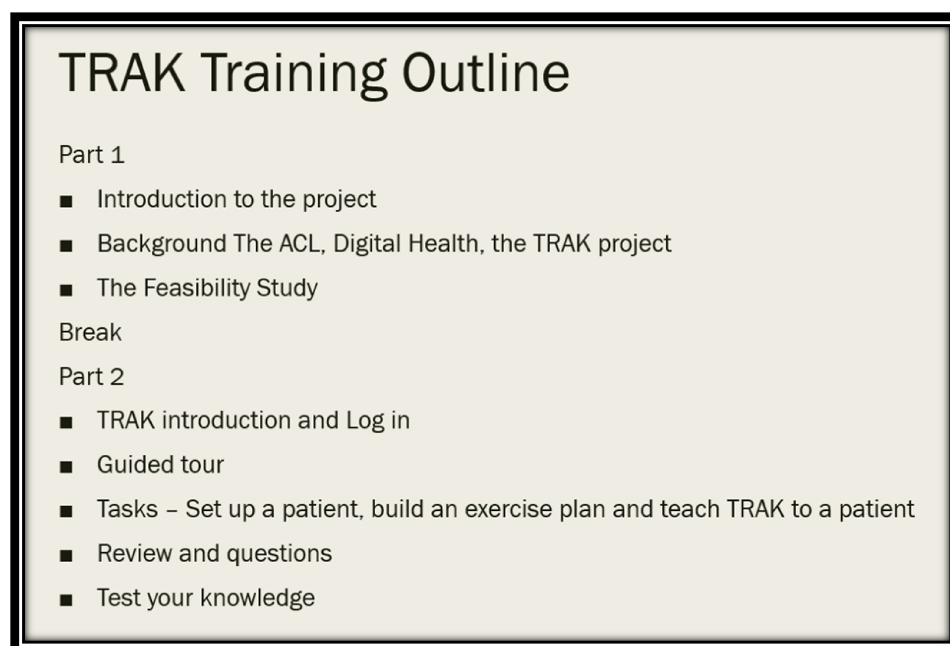 TRAK Training Outline
Part 1
▪ Introduction to the project
▪ Background The ACL, Digital Health, the TRAK project
▪ The Feasibility Study
Break
Part 2
▪ TRAK introduction and Log in
▪ Guided tour
▪ Tasks – Set up a patient, build an exercise plan and teach TRAK to a patient
▪ Review and questions
▪ Test your knowledge